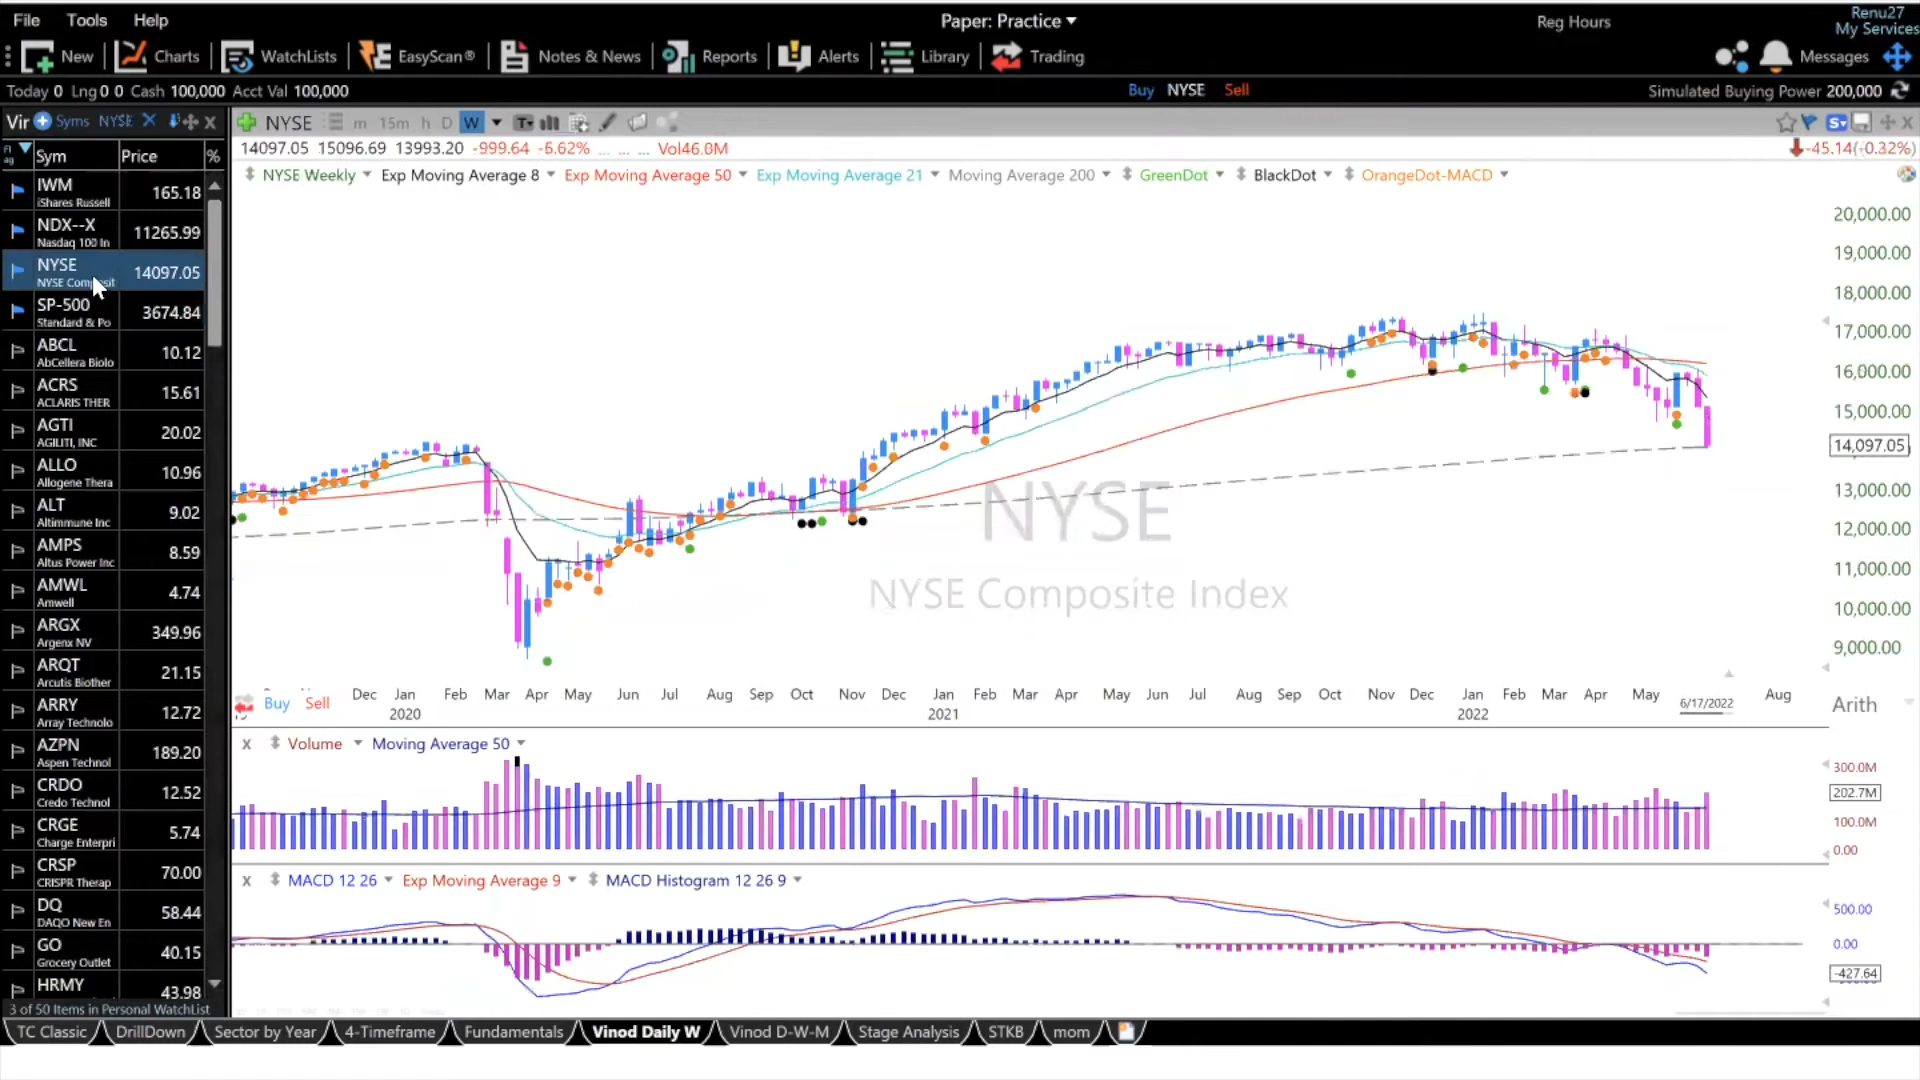 File Tools Help
Paper: Practice
Reg Hours
Renu27
My Services
New Charts WatchLists EasyScan® Notes & News Reports Alerts Library Trading
Messages
Today 0 Lng 0 0 Cash 100,000 Acct Val 100,000
Buy NYSE Sell
Simulated Buying Power 200,000
Vir Syms NYSE
NYSE m 15m h D W
Sym Price %
14097.05 15096.69 13993.20 -999.64 -6.62% ... ... ... Vol46.0M
-45.14(-0.32%)
NYSE Weekly Exp Moving Average 8 Exp Moving Average 50 Exp Moving Average 21 Moving Average 200 GreenDot BlackDot OrangeDot-MACD
IWM 165.18
iShares Russell
NDX--X 11265.99
Nasdaq 100 In
NYSE 14097.05
NYSE Composit
SP-500 3674.84
Standard & Po
ABCL 10.12
AbCellera Biolo
ACRS 15.61
ACLARIS THER
AGTI 20.02
AGILITI, INC
ALLO 10.96
Allogene Thera
ALT 9.02
Altimmune Inc
AMPS 8.59
Altus Power Inc
AMWL 4.74
Amwell
ARGX 349.96
Argenx NV
ARQT 21.15
Arcutis Biother
ARRY 12.72
Array Technolo
AZPN 189.20
Aspen Technol
CRDO 12.52
Credo Technol
CRGE 5.74
Charge Enterpri
CRSP 70.00
CRISPR Therap
DQ 58.44
DAQO New En
GO 40.15
Grocery Outlet
HRMY 43.98
3 of 50 Items in Personal WatchList
20,000.00
19,000.00
18,000.00
17,000.00
16,000.00
15,000.00
14,097.05
13,000.00
12,000.00
11,000.00
10,000.00
9,000.00
NYSE
NYSE Composite Index
Dec Jan Feb Mar Apr May Jun Jul Aug Sep Oct Nov Dec Jan Feb Mar Apr May Jun Jul Aug Sep Oct Nov Dec Jan Feb Mar Apr May 6/17/2022 Aug
2020 2021 2022
Buy Sell
Arith
X Volume Moving Average 50
300.0M
202.7M
100.0M
0.00
X MACD 12 26 Exp Moving Average 9 MACD Histogram 12 26 9
500.00
0.00
-427.64
TC Classic DrillDown Sector by Year 4-Timeframe Fundamentals Vinod Daily W Vinod D-W-M Stage Analysis STKB mom